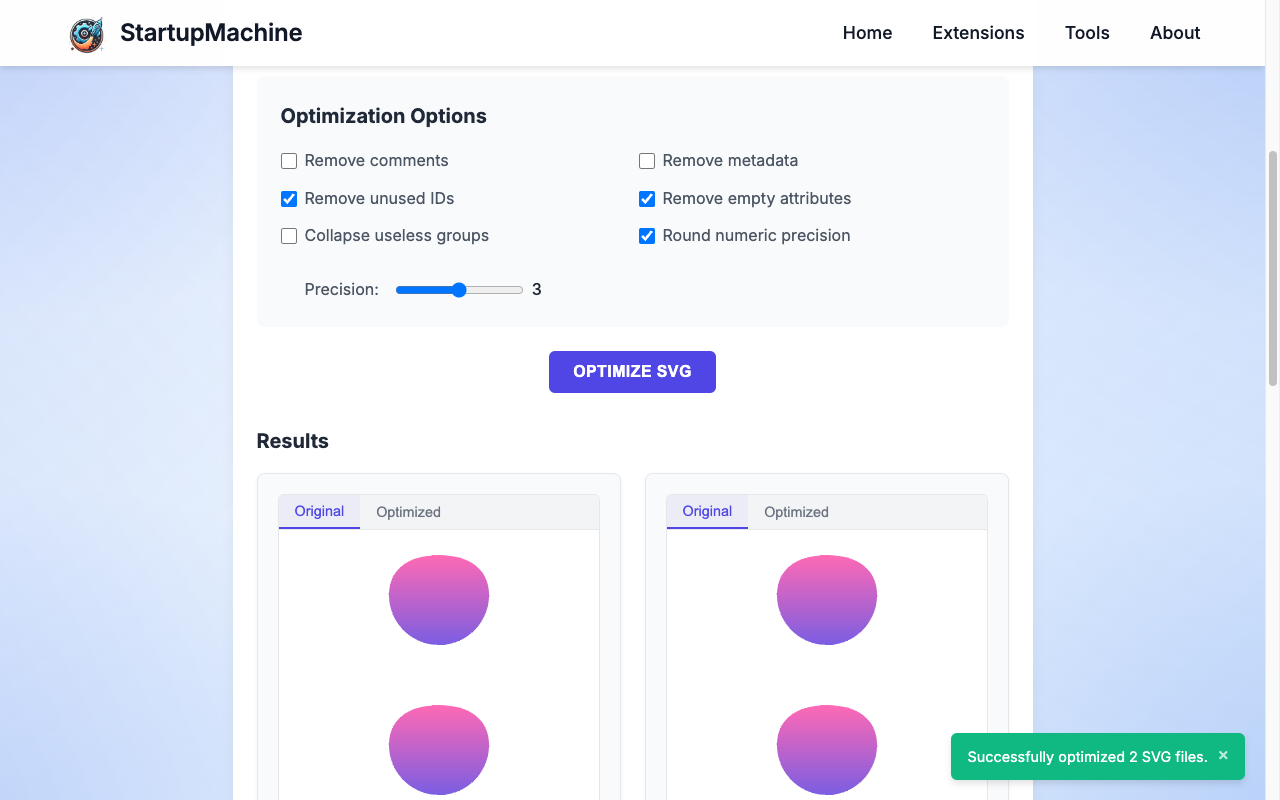 StartupMachine
Home Extensions Tools About
Optimization Options
Remove comments
Remove metadata
Remove unused IDs
Remove empty attributes
Collapse useless groups
Round numeric precision
Precision: 3
OPTIMIZE SVG
Results
Original Optimized
Original Optimized
Successfully optimized 2 SVG files. ×